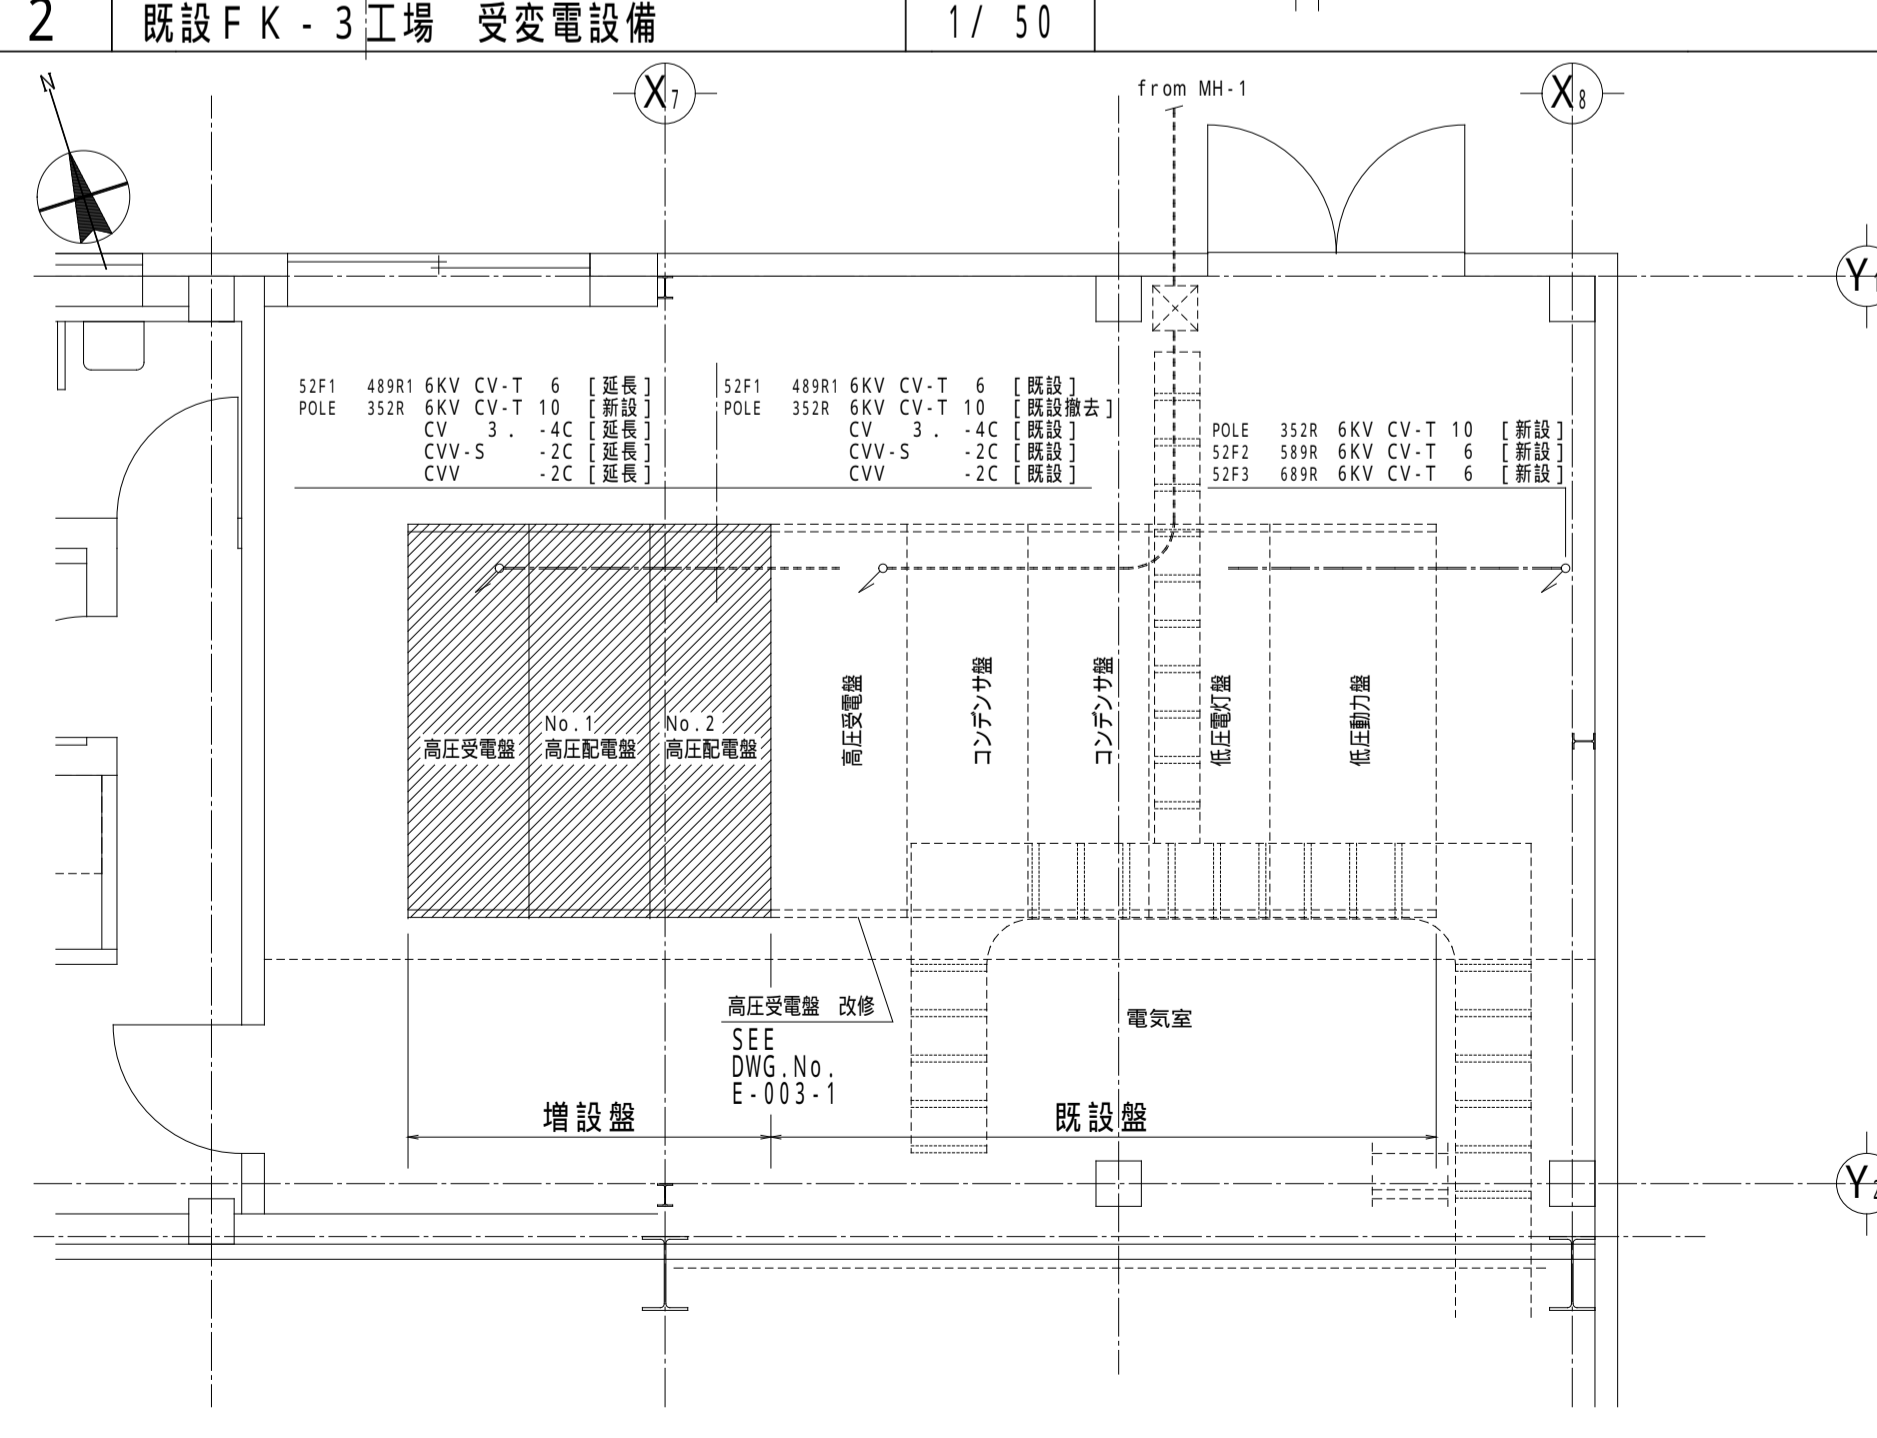 2 既設FK-3工場 受変電設備 1/ 50
N
X7
from MH-1
X8
Y1
52F1 489R1 6KV CV-T 6 [延長]
POLE 352R 6KV CV-T 10 [新設]
CV 3. -4C [延長]
CVV-S -2C [延長]
CVV -2C [延長]
52F1 489R1 6KV CV-T 6 [既設]
POLE 352R 6KV CV-T 10 [既設撤去]
CV 3. -4C [既設]
CVV-S -2C [既設]
CVV -2C [既設]
POLE 352R 6KV CV-T 10 [新設]
52F2 589R 6KV CV-T 6 [新設]
52F3 689R 6KV CV-T 6 [新設]
高圧受電盤
No.1
高圧配電盤
No.2
高圧配電盤
高圧受電盤
コンデンサ盤
コンデンサ盤
低圧電灯盤
低圧動力盤
高圧受電盤 改修
SEE
DWG.No.
E-003-1
電気室
増設盤
既設盤
Y2